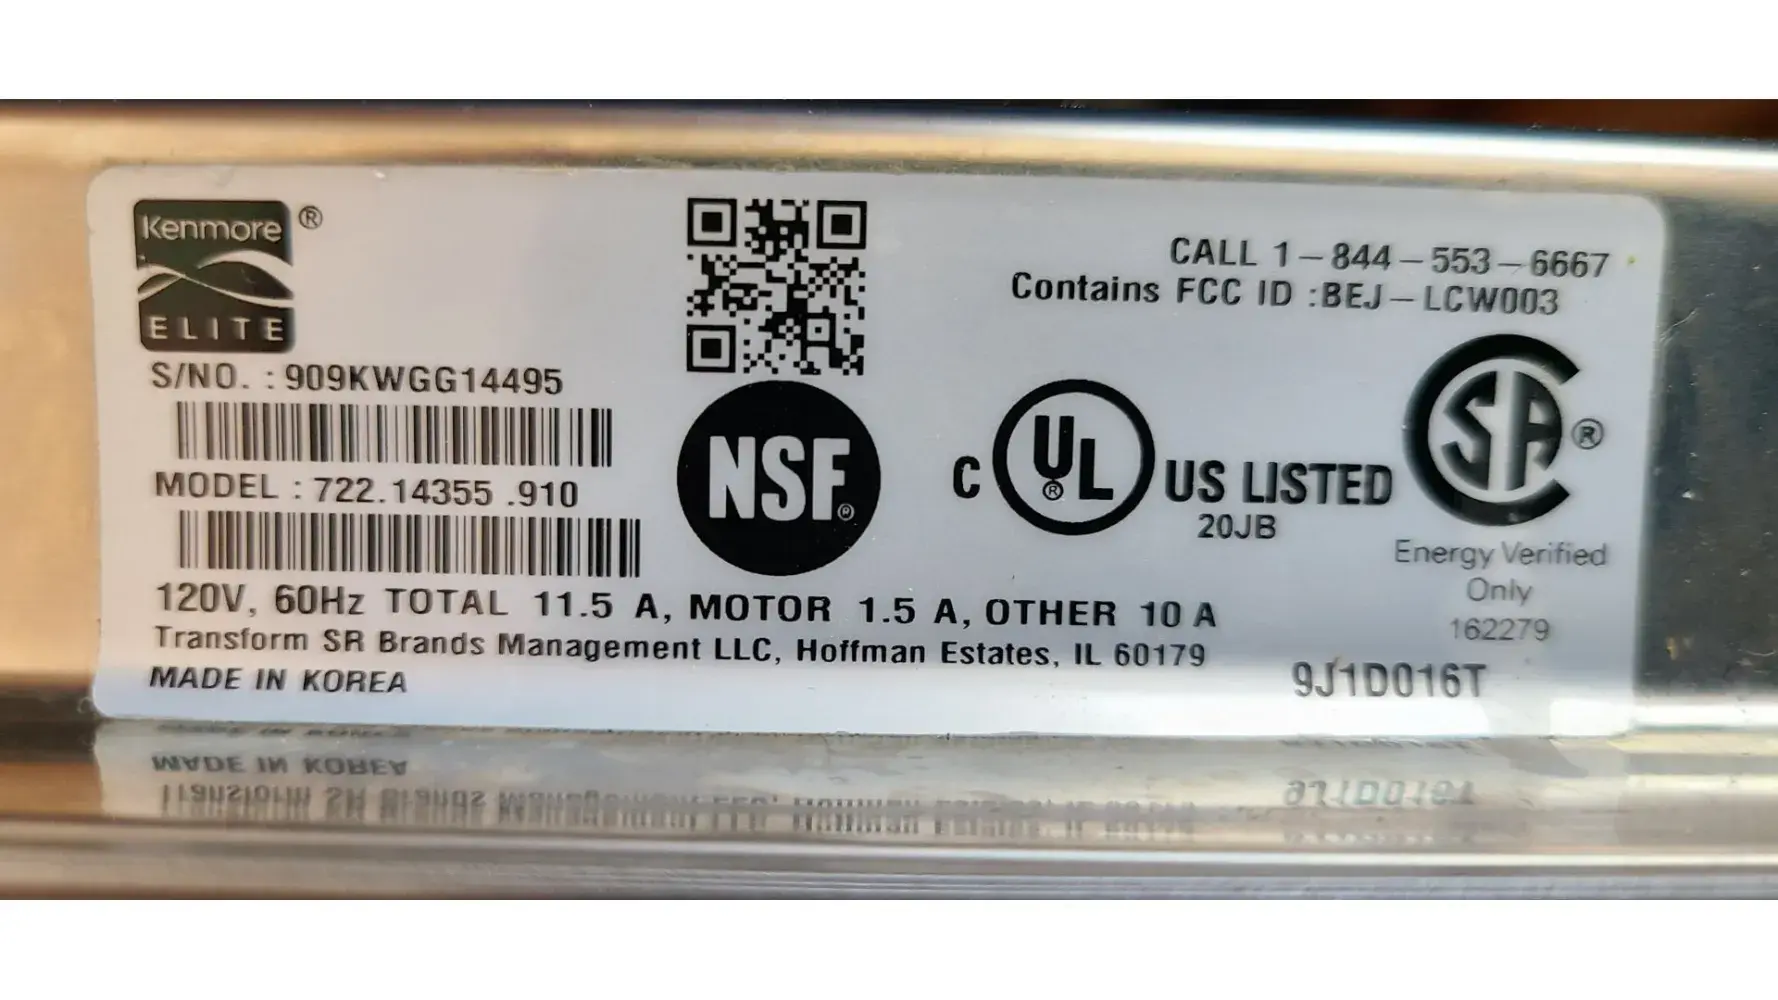 Kenmore ®
ELITE
S/NO. : 909KWGG14495
MODEL : 722.14355 .910
120V, 60Hz TOTAL 11.5 A, MOTOR 1.5 A, OTHER 10 A
Transform SR Brands Management LLC, Hoffman Estates, IL 60179
MADE IN KOREA
NSF®
CALL 1-844-553-6667
Contains FCC ID :BEJ-LCW003
C UL® US LISTED
20JB
SA ®
Energy Verified
Only
162279
9J1D016T